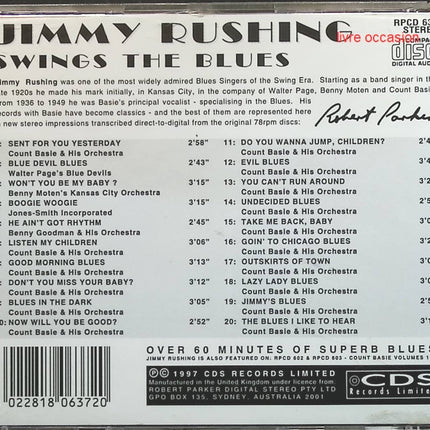 JIMMY RUSHING
SWINGS THE BLUES
RPCD 63
STEREO
livre occasion
COMPACT
disc
DIGITAL AUDIO
Jimmy Rushing was one of the most widely admired Blues Singers of the Swing Era. Starting as a band singer in the
late 1920s he made his mark initially, in Kansas City, in the company of Walter Page, Benny Moten and Count Basie.
From 1936 to 1949 he was Basie's principal vocalist - specialising in the Blues. His
records with Basie have become classics - and the best of them are represented here
in new stereo impressions transcribed direct-to-digital from the original 78rpm discs.
Robert Parker
: SENT FOR YOU YESTERDAY 2'58"
Count Basie & His Orchestra
: BLUE DEVIL BLUES 2'43"
Walter Page's Blue Devils
: WON'T YOU BE MY BABY ? 3'15"
Benny Moten's Kansas City Orchestra
: BOOGIE WOOGIE 3'15"
Jones-Smith Incorporated
: HE AIN'T GOT RHYTHM 2'45"
Benny Goodman & His Orchestra
: LISTEN MY CHILDREN 3'06"
Count Basie & His Orchestra
: GOOD MORNING BLUES 3'13"
Count Basie & His Orchestra
: DON'T YOU MISS YOUR BABY? 3'12"
Count Basie & His Orchestra
: BLUES IN THE DARK 3'05"
Count Basie & His Orchestra
0: NOW WILL YOU BE GOOD? 2'52"
Count Basie & His Orchestra
11: DO YOU WANNA JUMP, CHILDREN? 2'4
Count Basie & His Orchestra
12: EVIL BLUES
Count Basie & His Orchestra
13: YOU CAN'T RUN AROUND
Count Basie & His Orchestra
14: UNDECIDED BLUES
Count Basie & His Orchestra
15: TAKE ME BACK, BABY
Count Basie & His Orchestra
16: GOIN' TO CHICAGO BLUES
Count Basie & His Orchestra
17: OUTSKIRTS OF TOWN
Count Basie & His Orchestra
18: LAZY LADY BLUES
Count Basie & His Orchestra
19: JIMMY'S BLUES
Count Basie & His Orchestra
20: THE BLUES I LIKE TO HEAR
Count Basie & His Orchestra
OVER 60 MINUTES OF SUPERB BLUES
JIMMY RUSHING IS ALSO FEATURED ON: RPCD 602 & RPCD 603 - COUNT BASIE VOLUMES 1
© 1997 CDS RECORDS LIMITED
Manufactured in the United Kingdom under licence from.
ROBERT PARKER DIGITAL STEREO PTY LTD
GPO BOX 135, SYDNEY, AUSTRALIA 2001
CDS
Records Limited
022818 063720